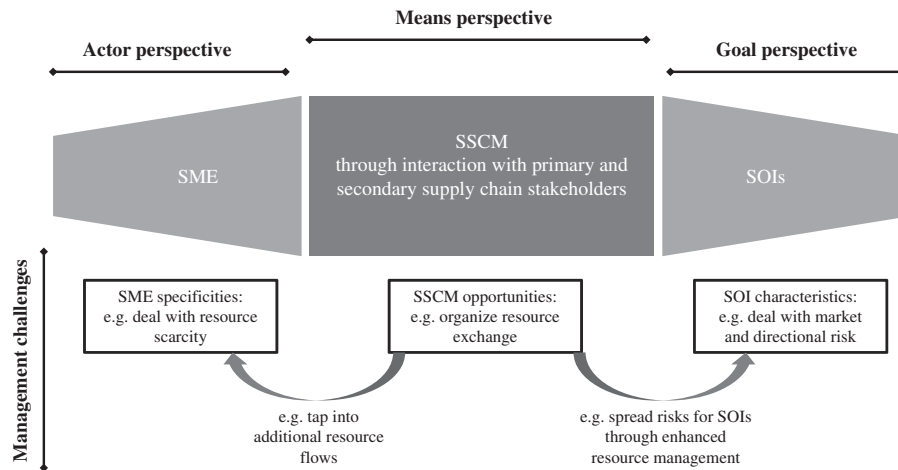 Means perspective
Actor perspective
Goal perspective
SME
SSCM
through interaction with primary and
secondary supply chain stakeholders
SOIs
Management challenges
SME specificities:
e.g. deal with resource
scarcity
SSCM opportunities:
e.g. organize resource
exchange
SOI characteristics:
e.g. deal with market
and directional risk
e.g. tap into
additional resource
flows
e.g. spread risks for SOIs
through enhanced
resource management